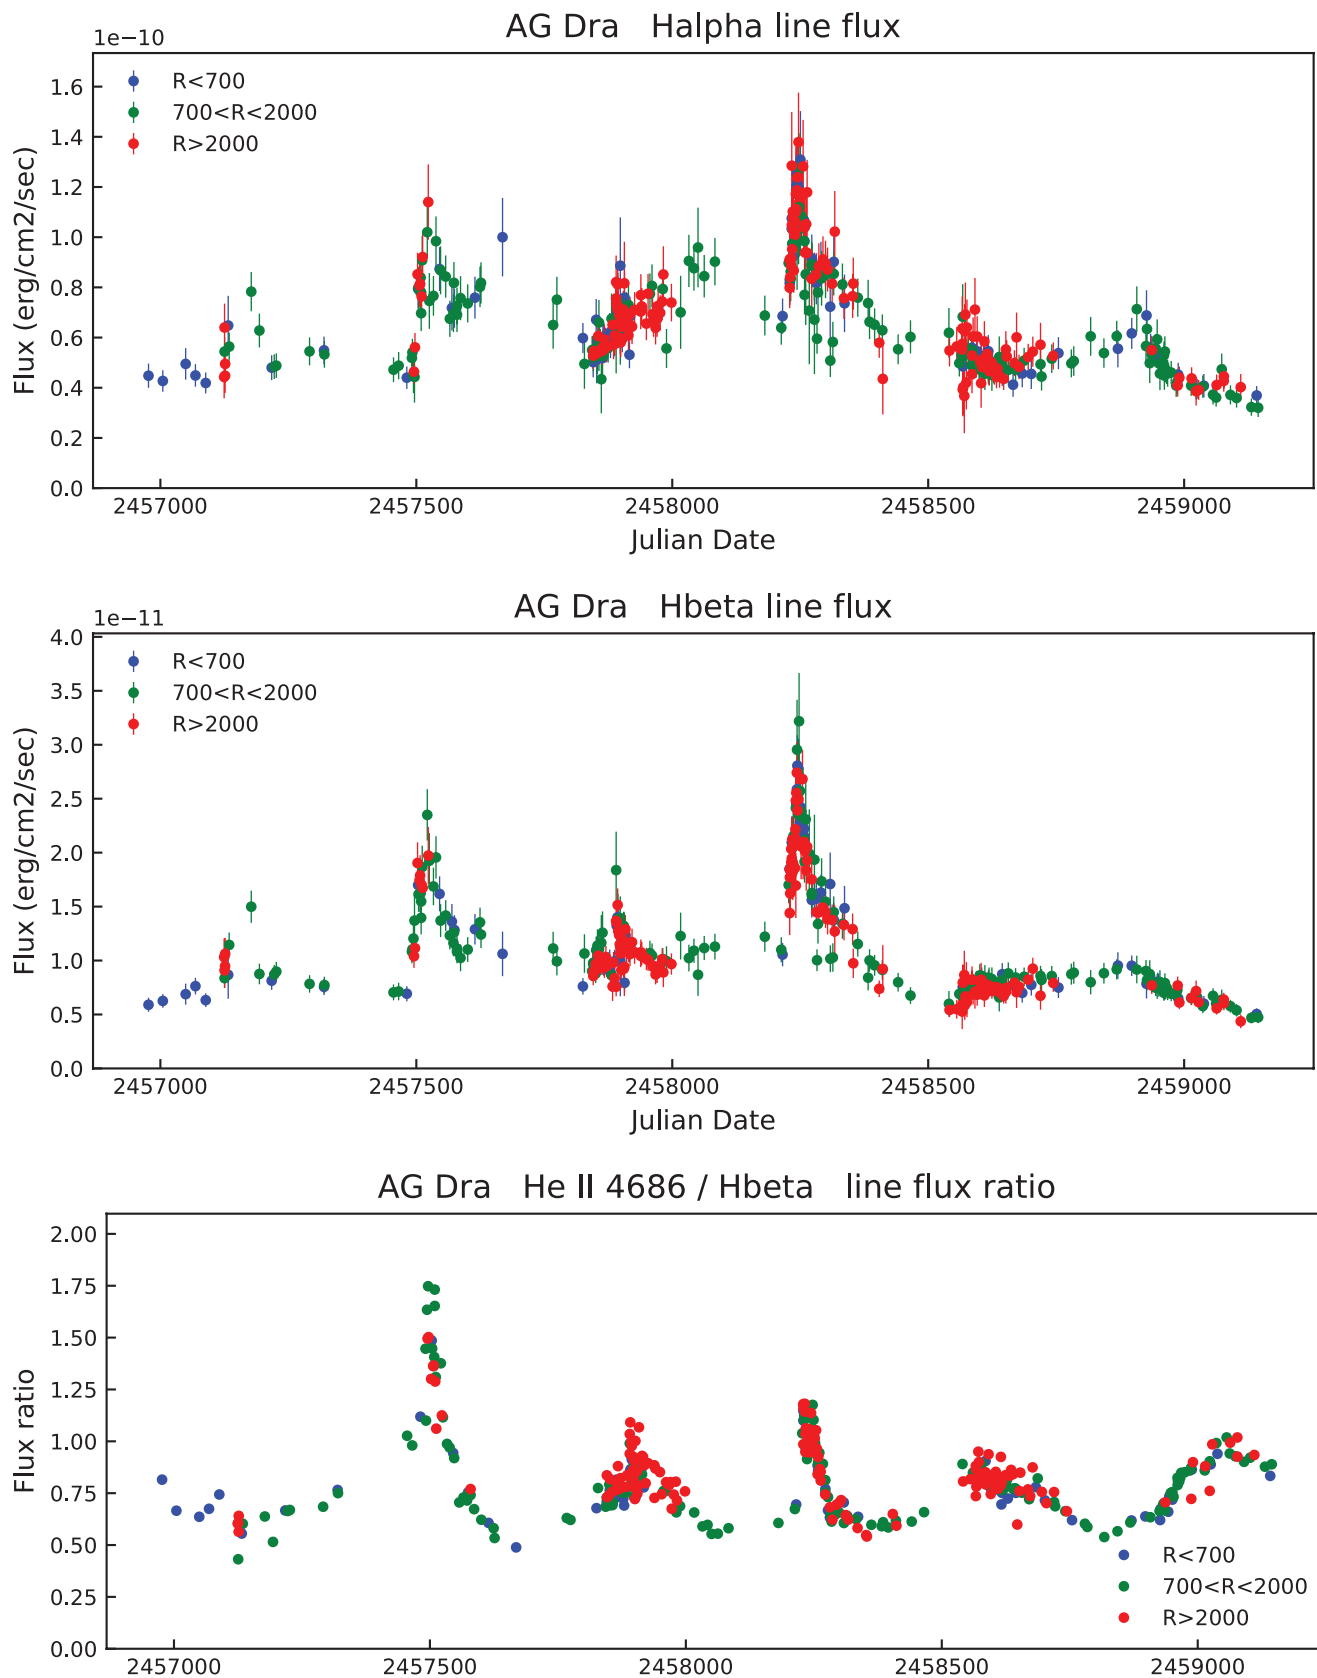 AG Dra Halpha line flux
1e−10
R<700
700<R<2000
R>2000
Flux (erg/cm2/sec)
1.6
1.4
1.2
1.0
0.8
0.6
0.4
0.2
0.0
2457000 2457500 2458000 2458500 2459000
Julian Date
AG Dra Hbeta line flux
1e−11
R<700
700<R<2000
R>2000
Flux (erg/cm2/sec)
4.0
3.5
3.0
2.5
2.0
1.5
1.0
0.5
0.0
2457000 2457500 2458000 2458500 2459000
Julian Date
AG Dra He II 4686 / Hbeta line flux ratio
Flux ratio
2.00
1.75
1.50
1.25
1.00
0.75
0.50
0.25
0.00
R<700
700<R<2000
R>2000
2457000 2457500 2458000 2458500 2459000